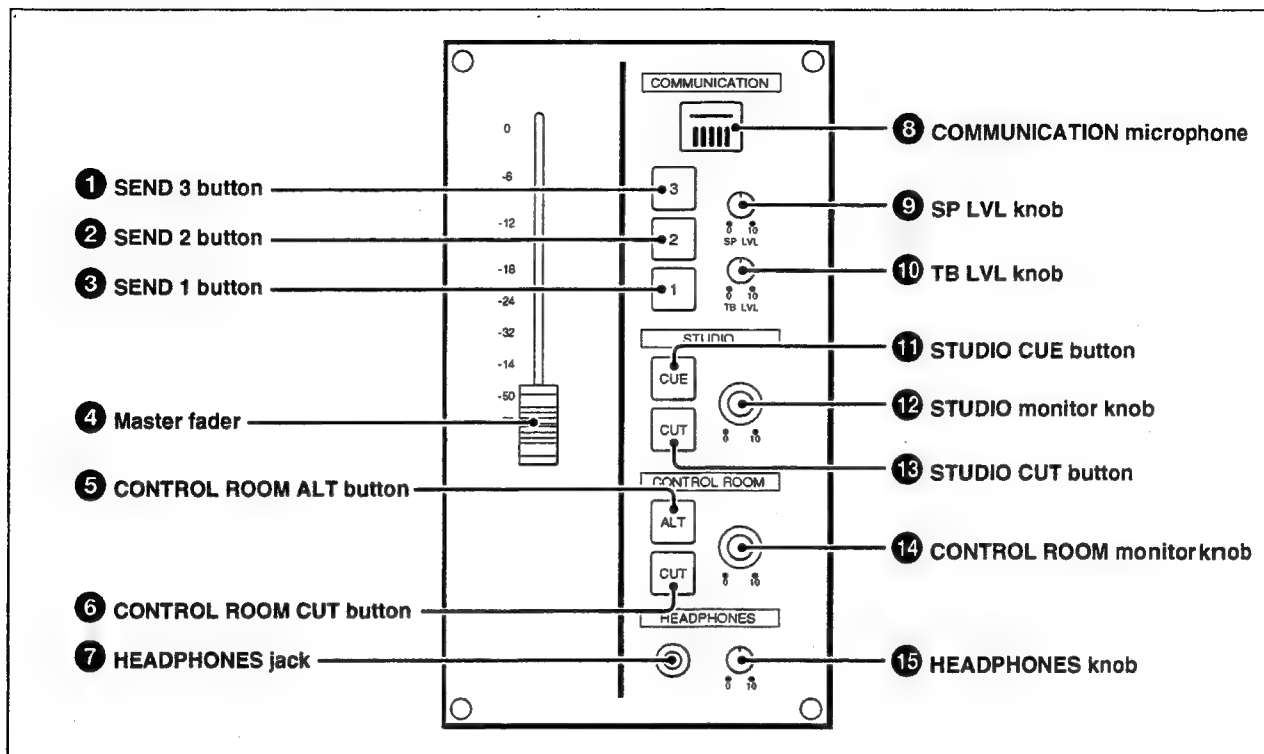 COMMUNICATION
0
-6
-12
-18
-24
-32
-14
-50
3
2
1
0 10
SP LVL
0 10
TB LVL
STUDIO
CUE
CUT
0 10
CONTROL ROOM
ALT
CUT
0 10
HEADPHONES
0 10
1 SEND 3 button
2 SEND 2 button
3 SEND 1 button
4 Master fader
5 CONTROL ROOM ALT button
6 CONTROL ROOM CUT button
7 HEADPHONES jack
8 COMMUNICATION microphone
9 SP LVL knob
10 TB LVL knob
11 STUDIO CUE button
12 STUDIO monitor knob
13 STUDIO CUT button
14 CONTROL ROOM monitor knob
15 HEADPHONES knob